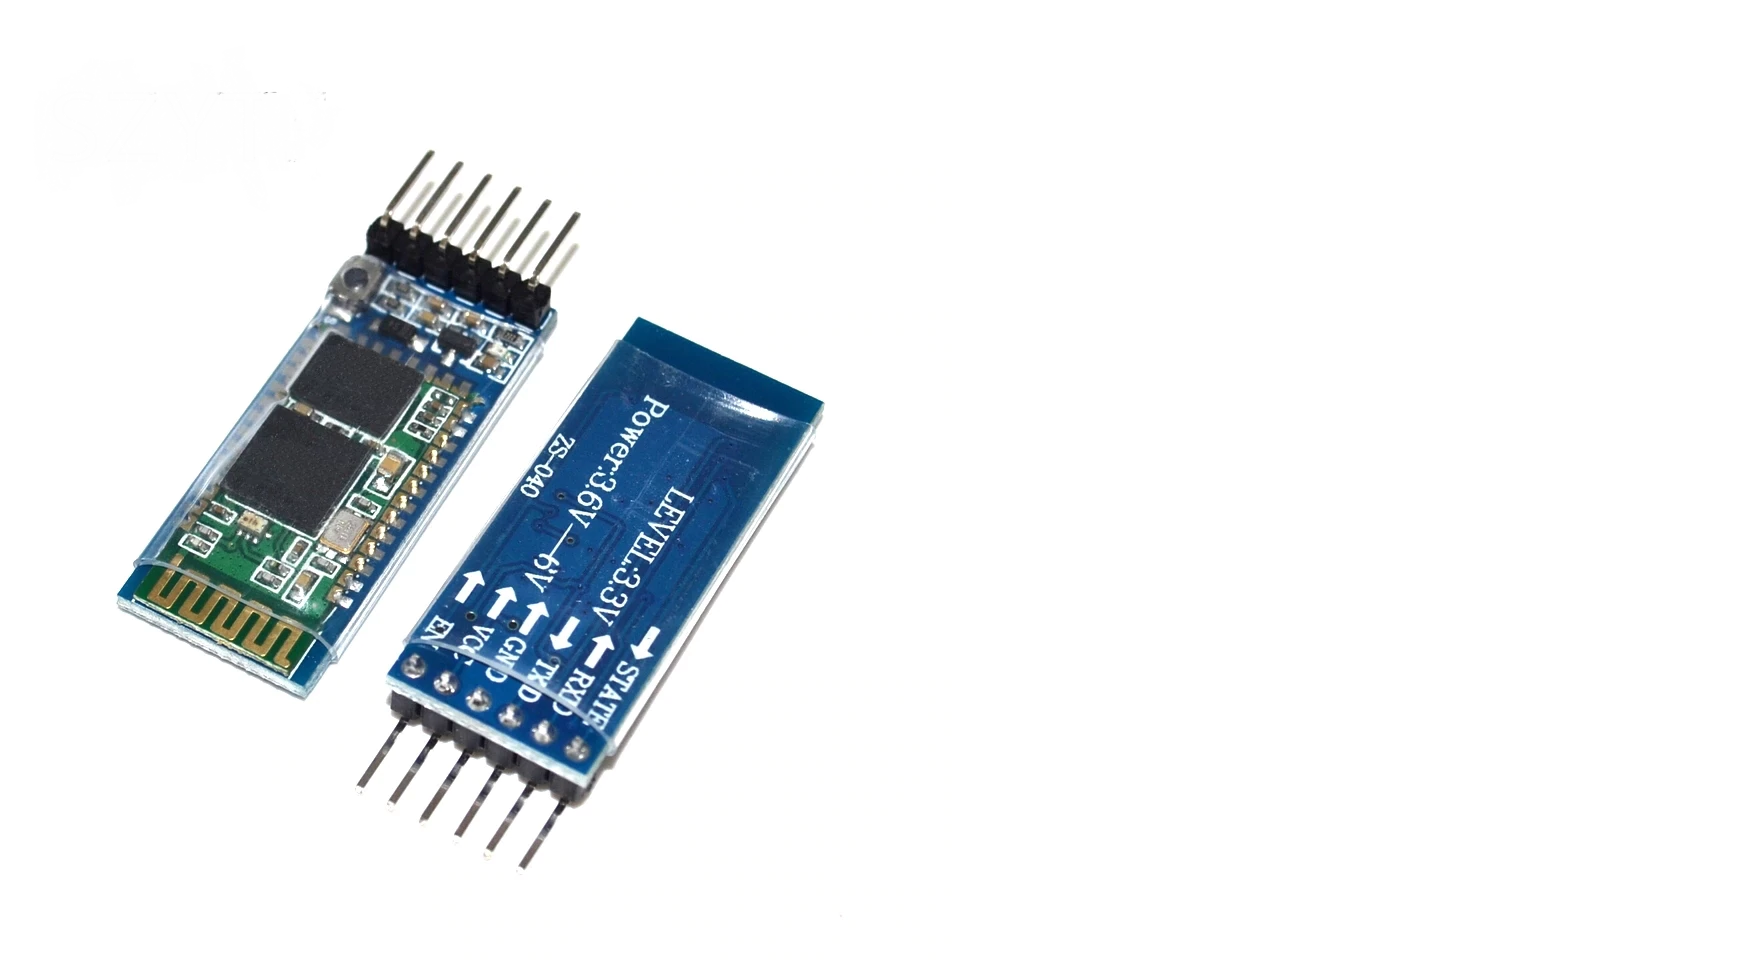 ZS-040
Power:3.6V—6V
LEVEL:3.3V
EN
VCC
GND
TXD
RXD
STATE